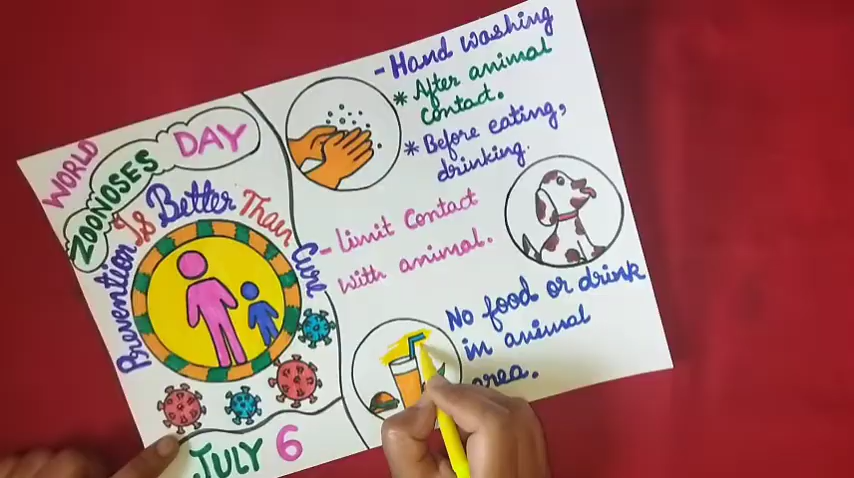 WORLD
ZOONOSES DAY
Prevention Is Better Than Cure
JULY 6
- Hand washing
* After animal
contact.
* Before eating,
drinking.
- Limit Contact
With animal.
No food or drink
in animal
area.